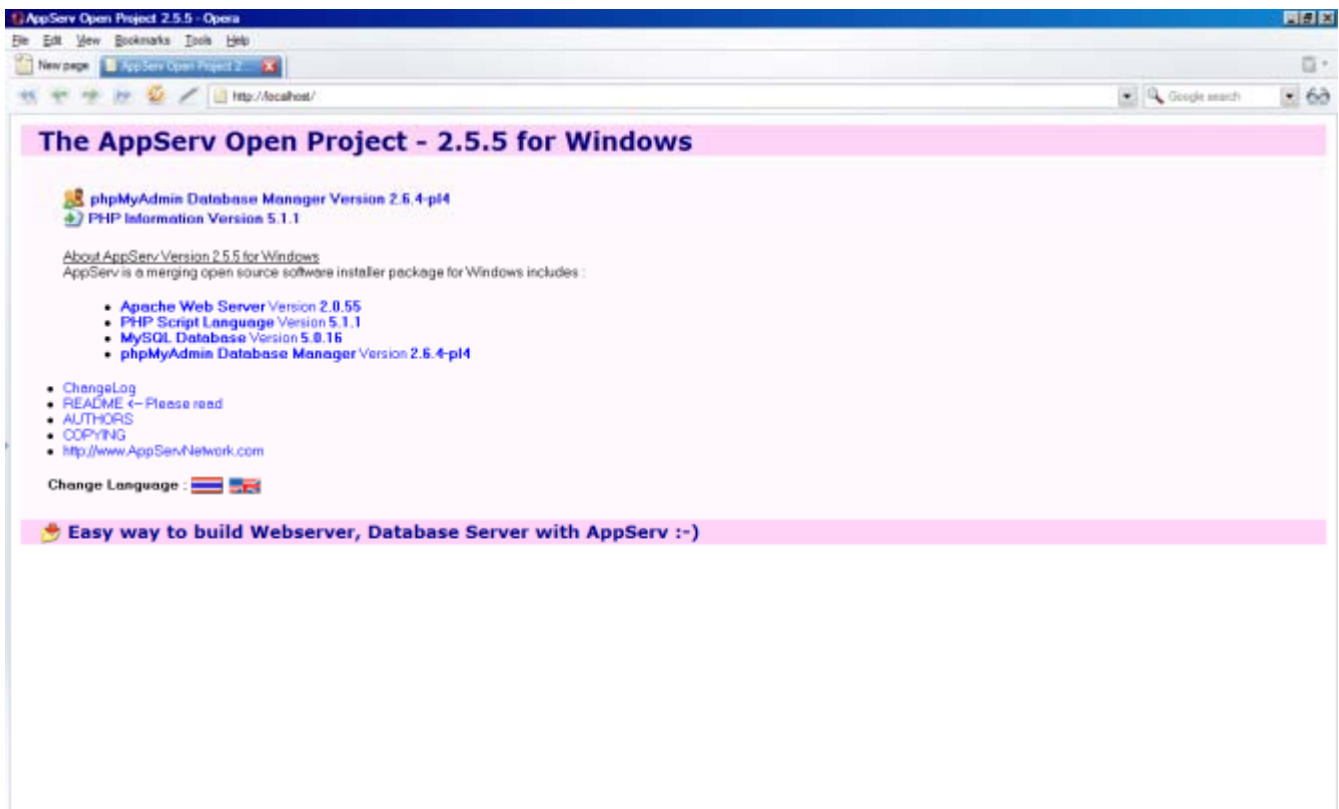 AppServ Open Project 2.5.5 - Opera
File Edit View Bookmarks Tools Help
New page AppServ Open Project 2...
http://localhost/ Google search
The AppServ Open Project - 2.5.5 for Windows
phpMyAdmin Database Manager Version 2.6.4-pl4
PHP Information Version 5.1.1
About AppServ Version 2.5.5 for Windows
AppServ is a merging open source software installer package for Windows includes :
• Apache Web Server Version 2.0.55
• PHP Script Language Version 5.1.1
• MySQL Database Version 5.0.16
• phpMyAdmin Database Manager Version 2.6.4-pl4
• ChangeLog
• README <-- Please read
• AUTHORS
• COPYING
• http://www.AppServNetwork.com
Change Language :
Easy way to build Webserver, Database Server with AppServ :-)